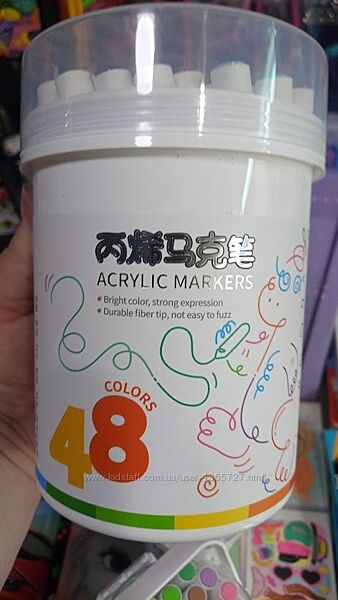 丙烯马克笔
ACRYLIC MARKERS
Bright color, strong expression
Durable fiber tip, not easy to fuzz
COLORS
48